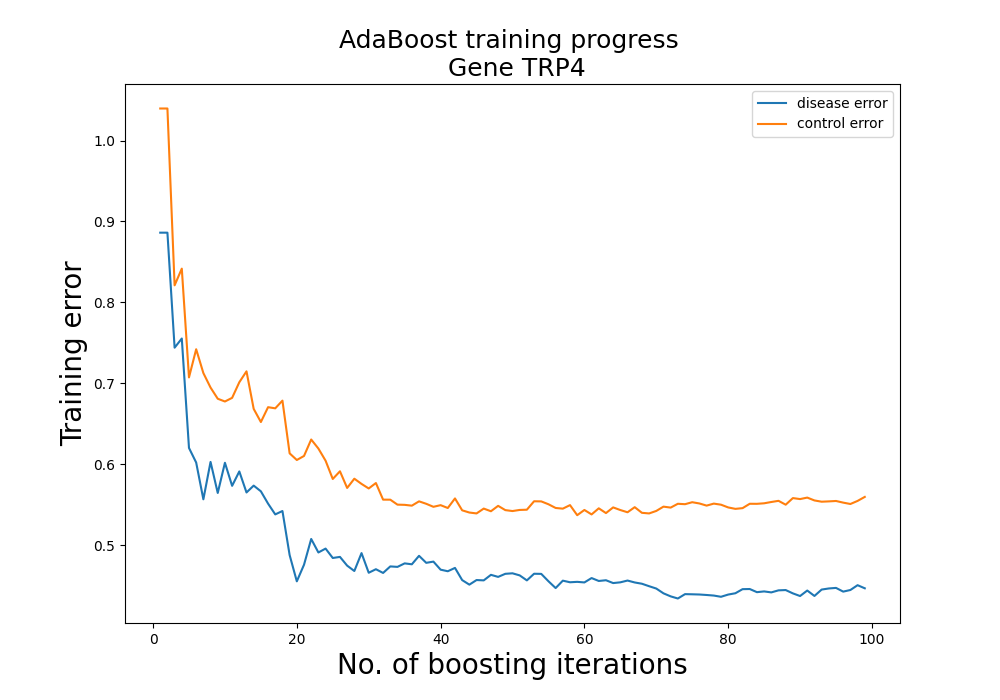 AdaBoost training progress
Gene TRP4
disease error
control error
Training error
1.0
0.9
0.8
0.7
0.6
0.5
0
20
40
60
80
100
No. of boosting iterations